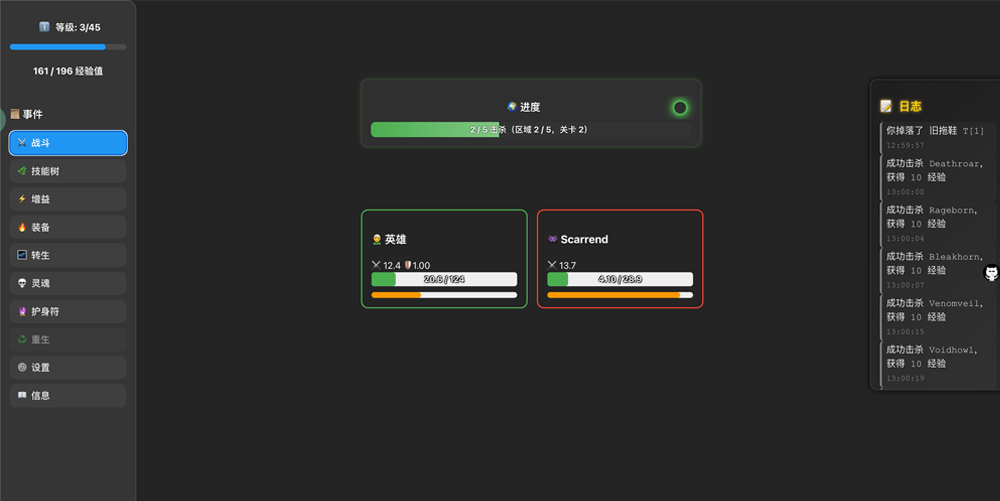 等级: 3/45
161 / 196 经验值
事件
战斗
技能树
增益
装备
转生
灵魂
护身符
重生
设置
信息
进度
2 / 5 击杀（区域 2 / 5，关卡 2）
英雄
12.4 1.00
20.6 / 124
Scarrend
13.7
4.10 / 28.9
日志
你掉落了 旧拖鞋 T[1]
12:59:57
成功击杀 Deathroar,
获得 10 经验
13:00:00
成功击杀 Rageborn,
获得 10 经验
13:00:04
成功击杀 Bleakhorn,
获得 10 经验
13:00:07
成功击杀 Venomveil,
获得 10 经验
13:00:15
成功击杀 Voidhowl,
获得 10 经验
13:00:19